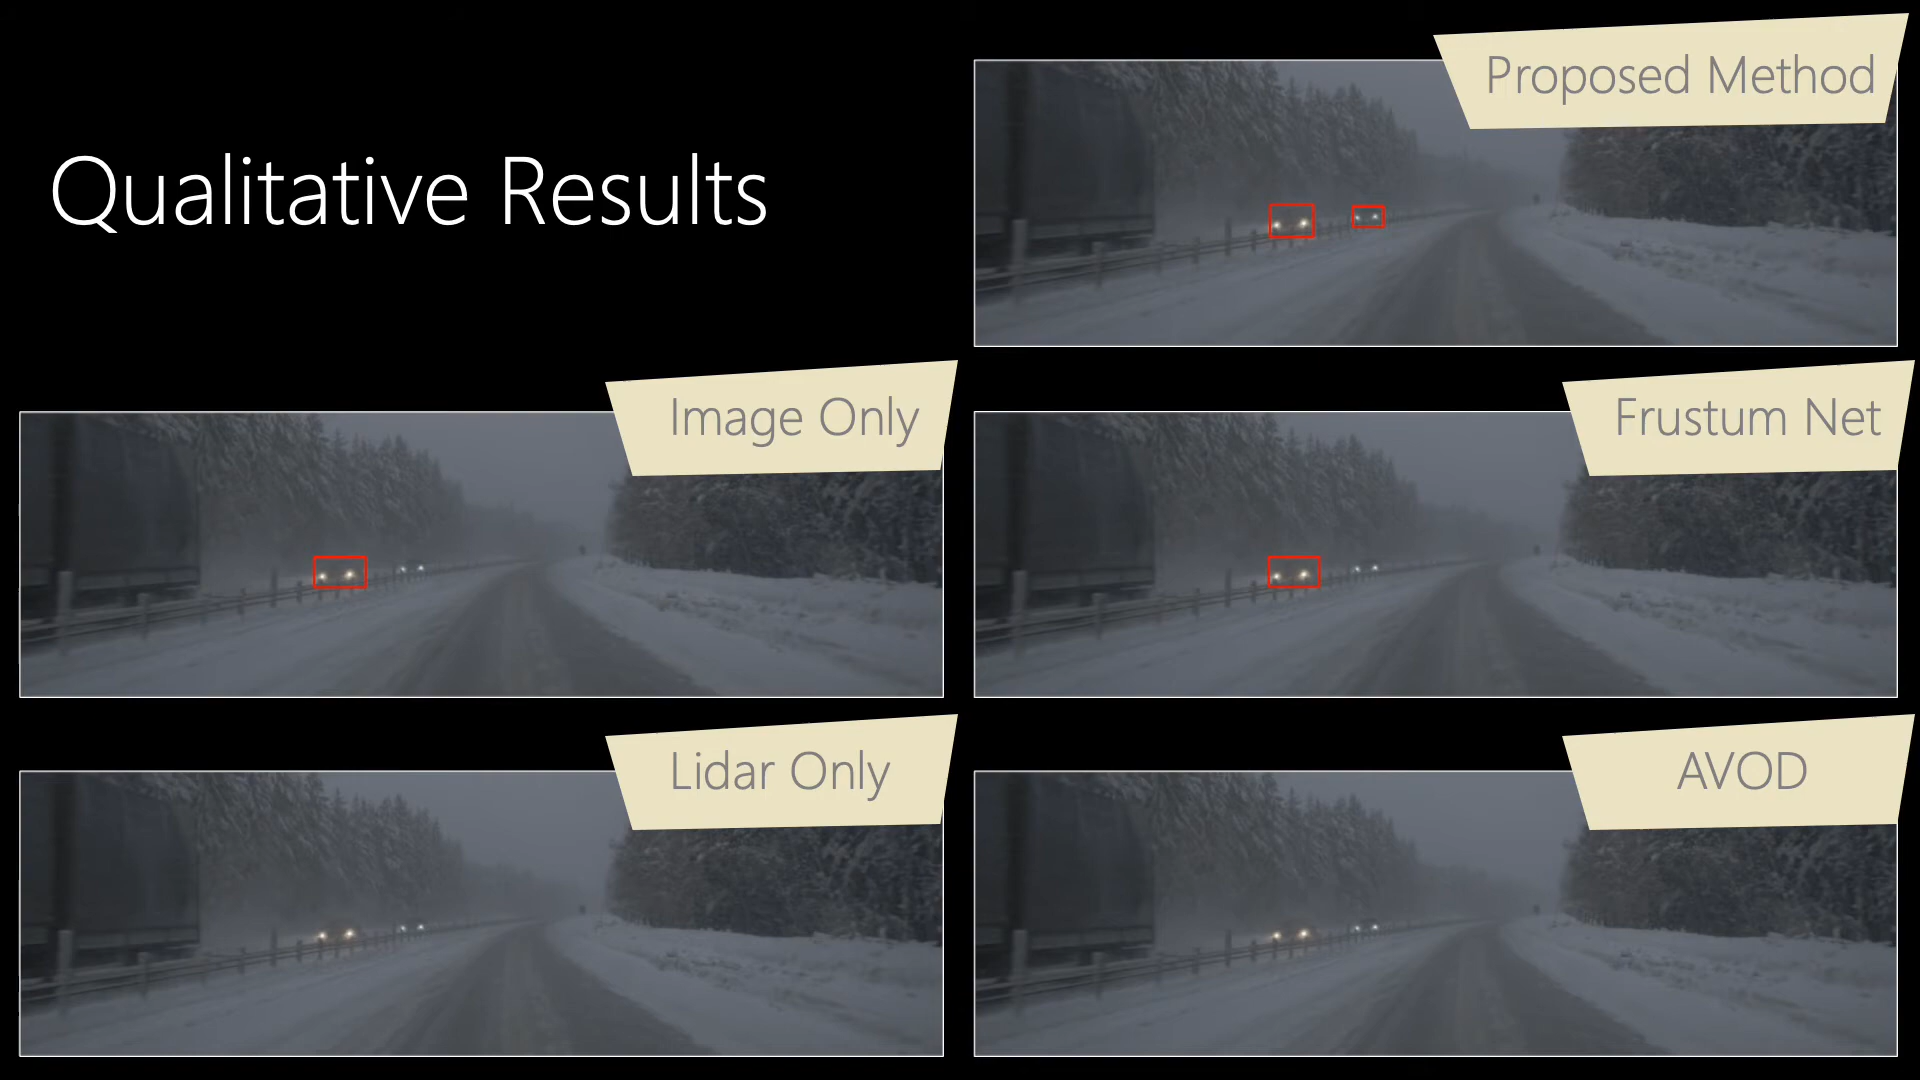 Qualitative Results
Proposed Method
Image Only
Frustum Net
Lidar Only
AVOD